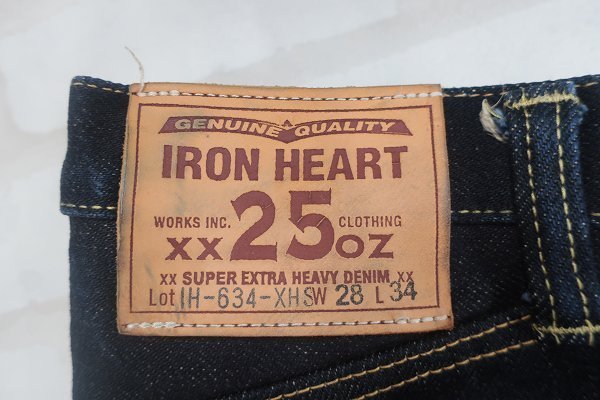 GENUINE QUALITY
IRON HEART
WORKS INC. 25 CLOTHING
xx oz
xx SUPER EXTRA HEAVY DENIM xx
Lot IH-634-XHS W 28 L 34